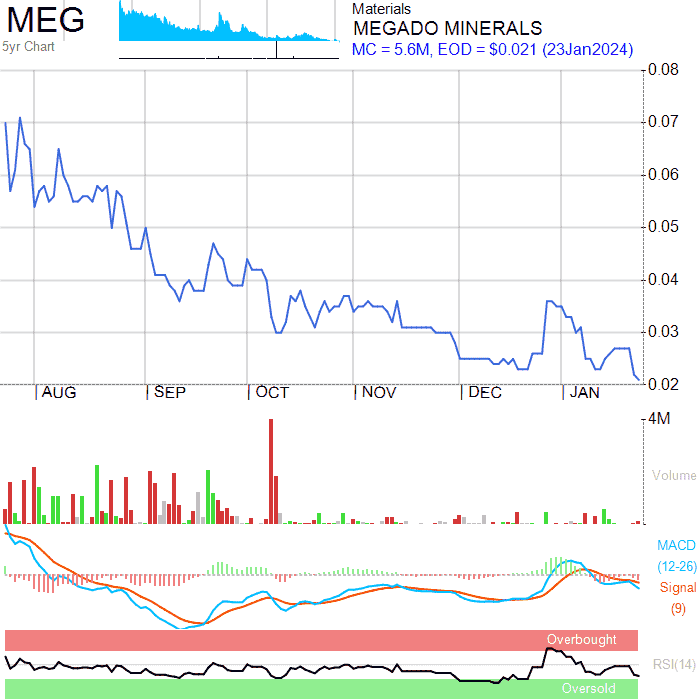 MEG
5yr Chart
Materials
MEGADO MINERALS
MC = 5.6M, EOD = $0.021 (23Jan2024)
0.08
0.07
0.06
0.05
0.04
0.03
0.02
AUG SEP OCT NOV DEC JAN
4M
Volume
MACD
(12-26)
Signal
(9)
Overbought
RSI(14)
Oversold